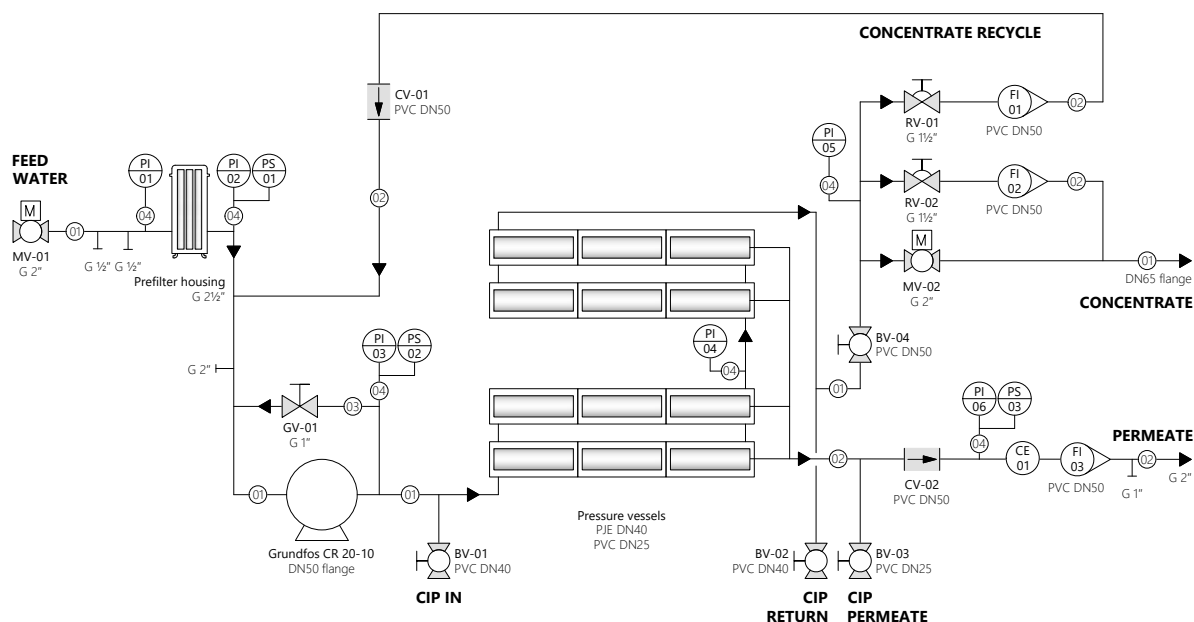 CONCENTRATE RECYCLE
CV-01
PVC DN50
RV-01
G 1½"
FI
01
02
PVC DN50
PI
05
04
FEED
WATER
M
MV-01
G 2"
01
G ½"
G ½"
PI
01
04
PI
02
PS
01
04
Prefilter housing
G 2½"
02
RV-02
G 1½"
FI
02
02
PVC DN50
M
MV-02
G 2"
01
DN65 flange
CONCENTRATE
BV-04
PVC DN50
01
G 2"
PI
03
PS
02
04
03
GV-01
G 1"
PI
04
04
01
Grundfos CR 20-10
DN50 flange
01
BV-01
PVC DN40
CIP IN
Pressure vessels
PJE DN40
PVC DN25
02
CV-02
PVC DN50
PI
06
PS
03
04
CE
01
FI
03
PVC DN50
PERMEATE
02
G 1"
G 2"
BV-02
PVC DN40
CIP
RETURN
BV-03
PVC DN25
CIP
PERMEATE